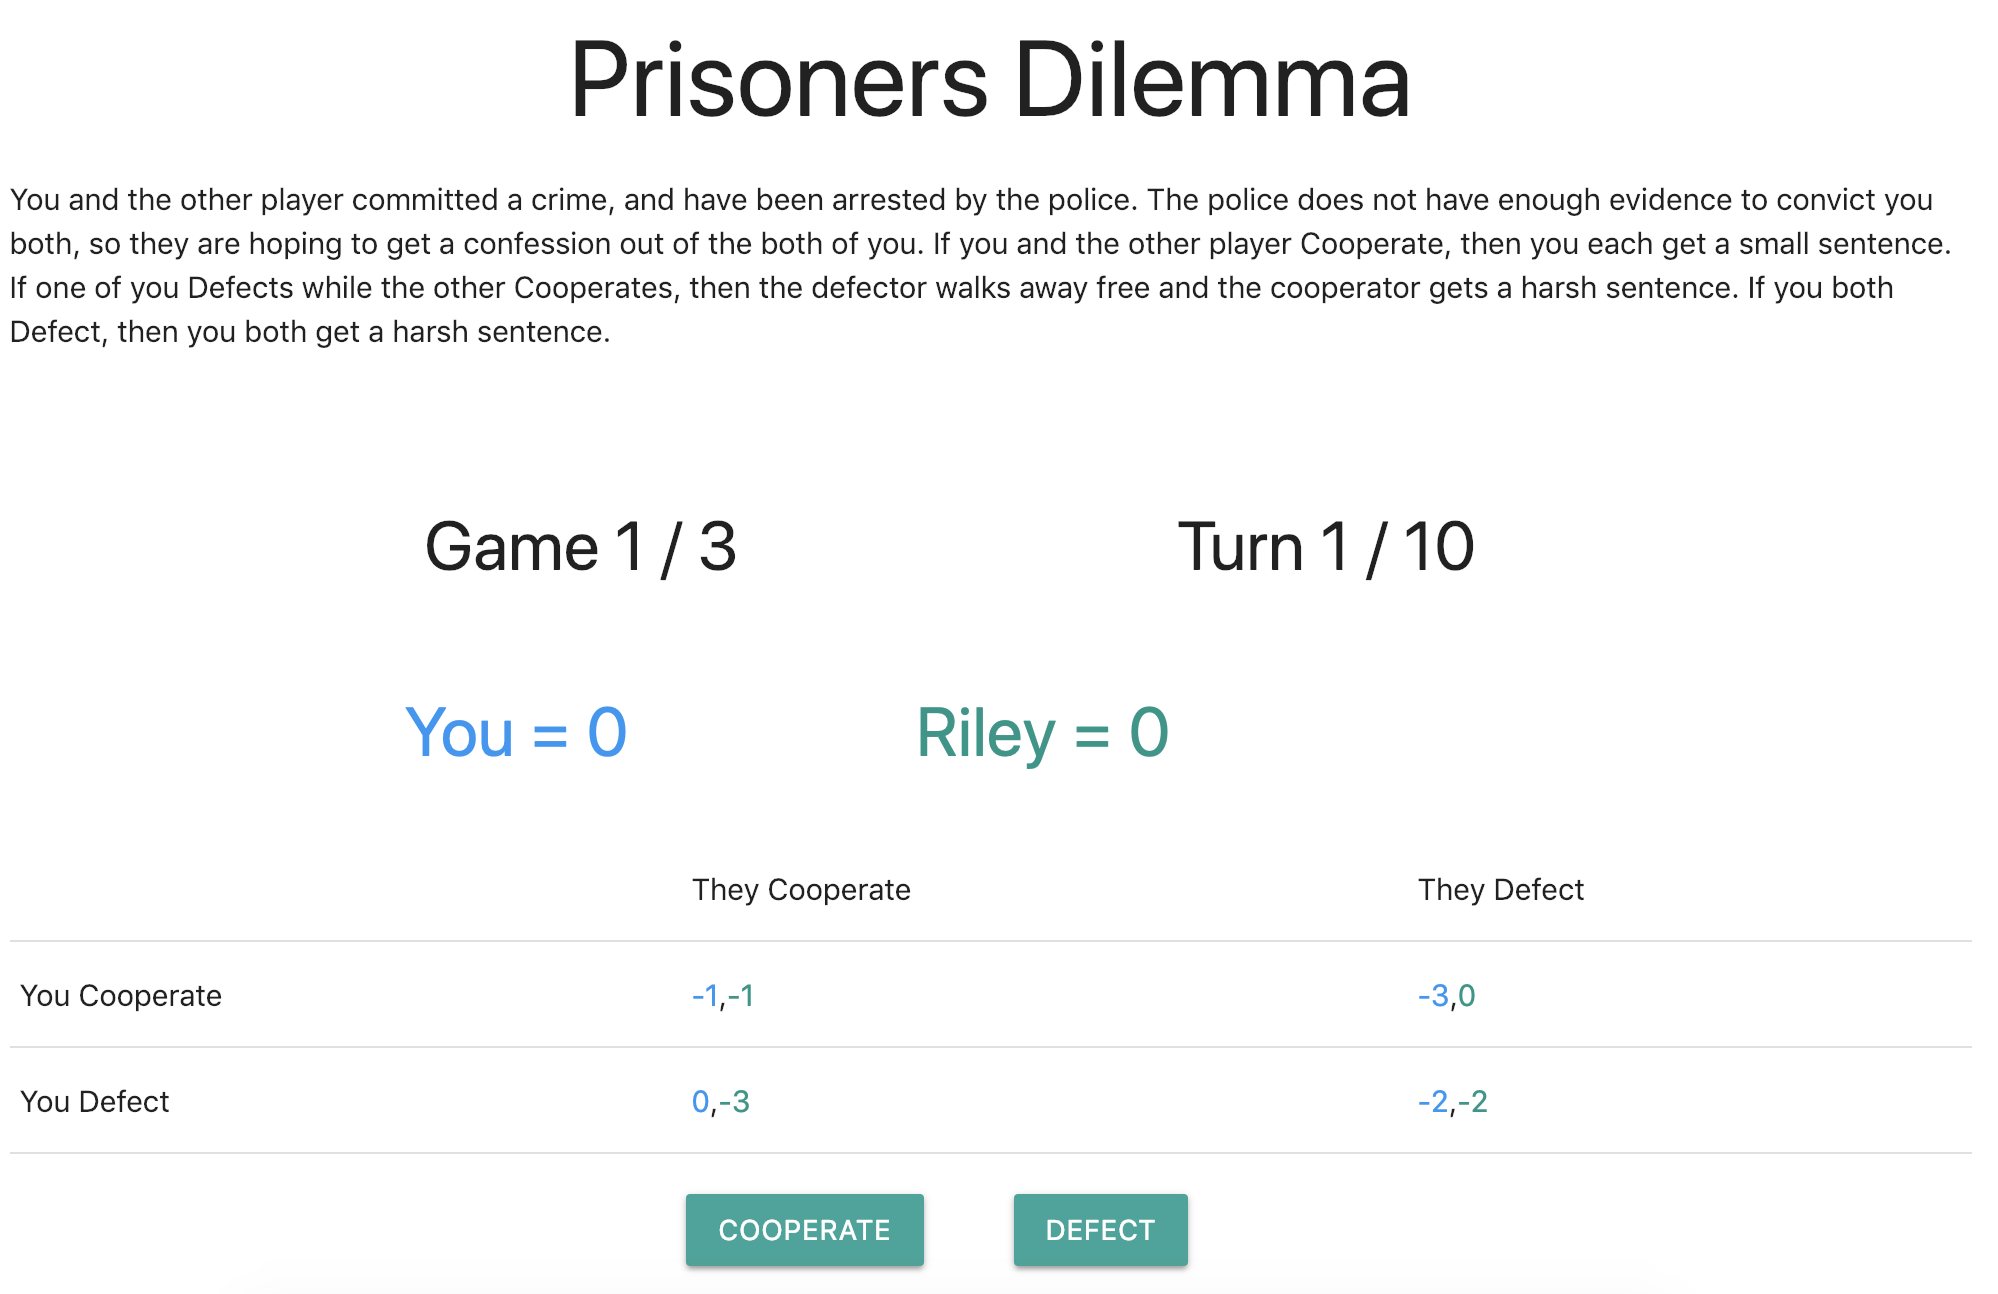 Prisoners Dilemma
You and the other player committed a crime, and have been arrested by the police. The police does not have enough evidence to convict you
both, so they are hoping to get a confession out of the both of you. If you and the other player Cooperate, then you each get a small sentence.
If one of you Defects while the other Cooperates, then the defector walks away free and the cooperator gets a harsh sentence. If you both
Defect, then you both get a harsh sentence.
Game 1 / 3 Turn 1 / 10
You = 0 Riley = 0
They Cooperate They Defect
You Cooperate -1,-1 -3,0
You Defect 0,-3 -2,-2
COOPERATE DEFECT